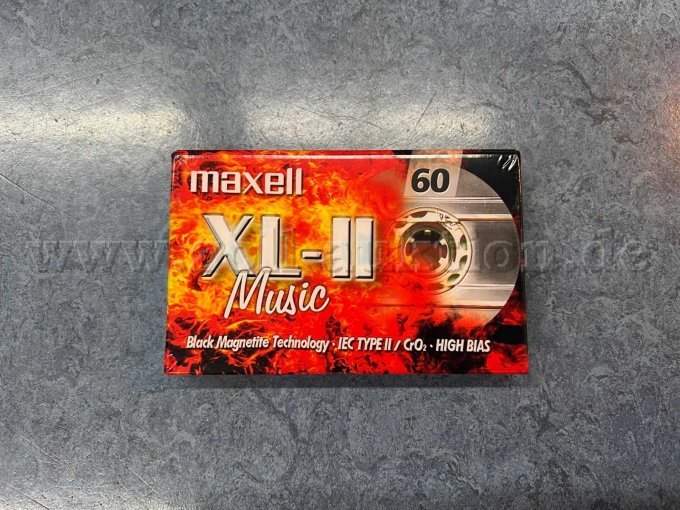 maxell
60
XL-II
Music
Black Magnetite Technology · IEC TYPE II / CrO₂ · HIGH BIAS